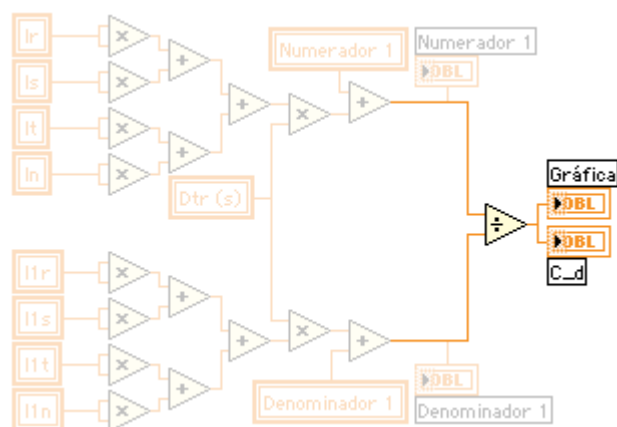 Ir
Is
It
In
Numerador 1
Numerador 1
DBL
Dtr (s)
Gráfica
DBL
DBL
C_d
I1r
I1s
I1t
I1n
Denominador 1
DBL
Denominador 1